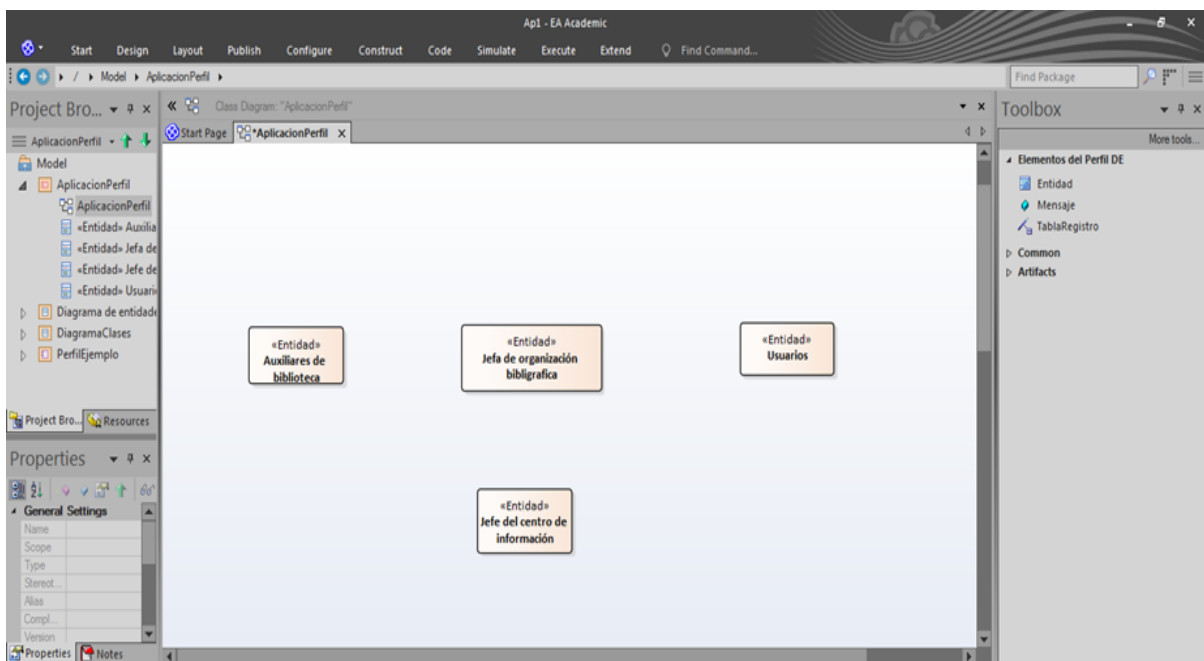 Ap1 - EA Academic
Start Design Layout Publish Configure Construct Code Simulate Execute Extend Find Command...
/ Model AplicacionPerfil
Find Package
Project Bro...
AplicacionPerfil
Model
AplicacionPerfil
AplicacionPerfil
«Entidad» Auxilia
«Entidad» Jefa de
«Entidad» Jefe de
«Entidad» Usuari
Diagrama de entidade
DiagramaClases
PerfilEjemplo
Project Bro... Resources
Properties
General Settings
Name
Scope
Type
Stereot...
Alias
Compl...
Version
Properties Notes
Class Diagram: "AplicacionPerfil"
Start Page *AplicacionPerfil
«Entidad»
Auxiliares de
biblioteca
«Entidad»
Jefa de organización
bibligrafica
«Entidad»
Usuarios
«Entidad»
Jefe del centro de
información
Toolbox
More tools...
Elementos del Perfil DE
Entidad
Mensaje
TablaRegistro
Common
Artifacts